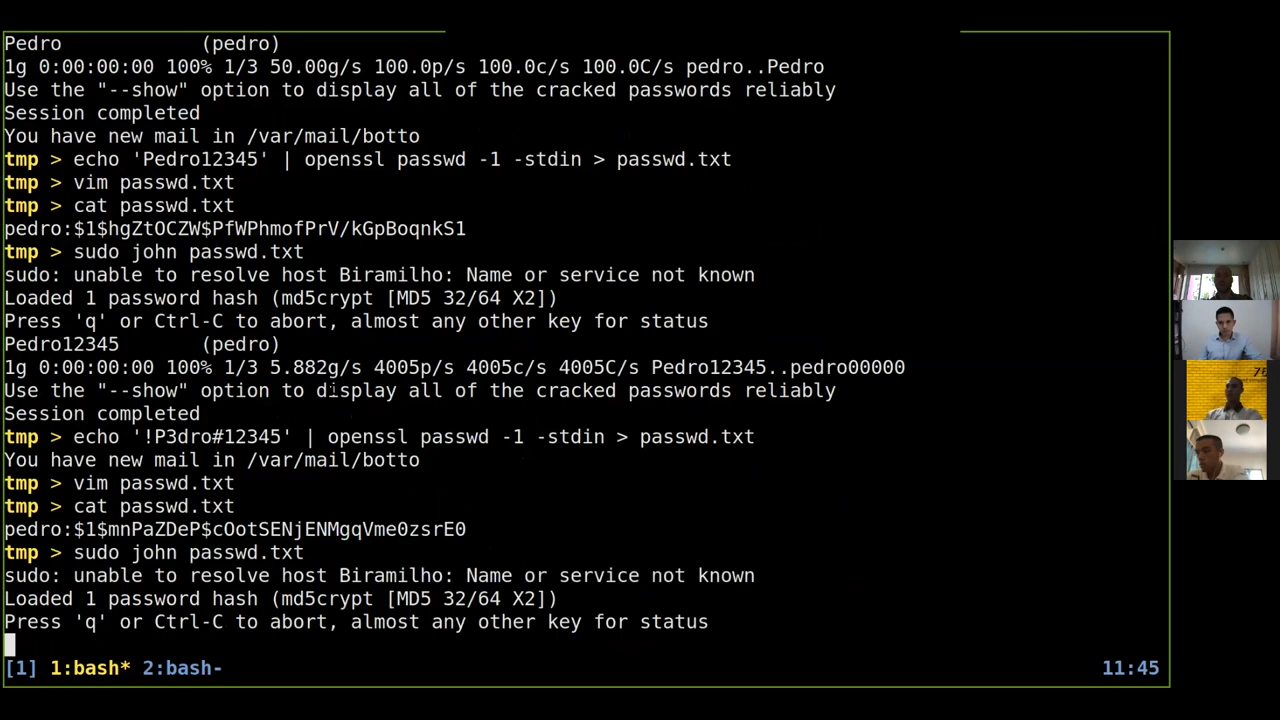 Pedro (pedro)
1g 0:00:00:00 100% 1/3 50.00g/s 100.0p/s 100.0c/s 100.0C/s pedro..Pedro
Use the "--show" option to display all of the cracked passwords reliably
Session completed
You have new mail in /var/mail/botto
tmp > echo 'Pedro12345' | openssl passwd -1 -stdin > passwd.txt
tmp > vim passwd.txt
tmp > cat passwd.txt
pedro:$1$hgZtOCZW$PfWPhmofPrV/kGpBoqnkS1
tmp > sudo john passwd.txt
sudo: unable to resolve host Biramilho: Name or service not known
Loaded 1 password hash (md5crypt [MD5 32/64 X2])
Press 'q' or Ctrl-C to abort, almost any other key for status
Pedro12345 (pedro)
1g 0:00:00:00 100% 1/3 5.882g/s 4005p/s 4005c/s 4005C/s Pedro12345..pedro00000
Use the "--show" option to display all of the cracked passwords reliably
Session completed
tmp > echo '!P3dro#12345' | openssl passwd -1 -stdin > passwd.txt
You have new mail in /var/mail/botto
tmp > vim passwd.txt
tmp > cat passwd.txt
pedro:$1$mnPaZDeP$cOotSENjENMgqVme0zsrE0
tmp > sudo john passwd.txt
sudo: unable to resolve host Biramilho: Name or service not known
Loaded 1 password hash (md5crypt [MD5 32/64 X2])
Press 'q' or Ctrl-C to abort, almost any other key for status
[1] 1:bash* 2:bash- 11:45